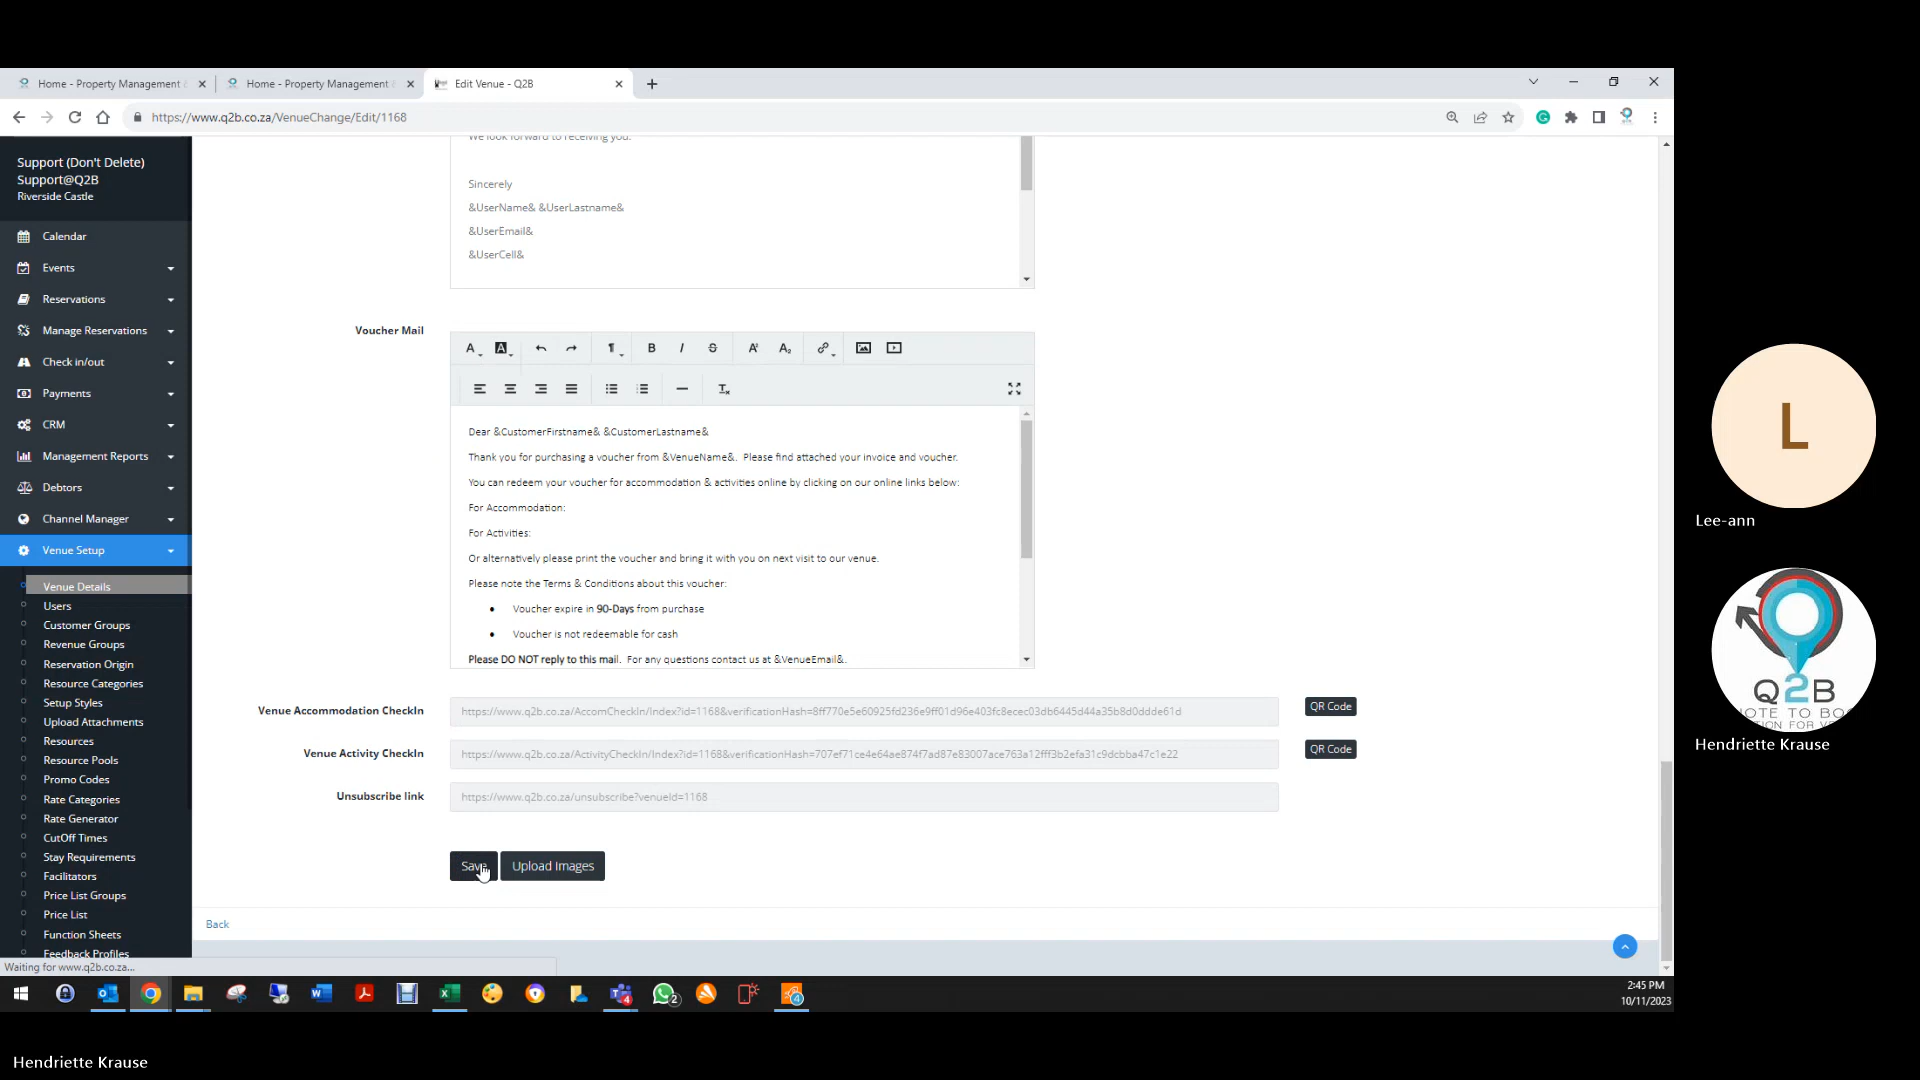 Home - Property Management &
Home - Property Management &
Edit Venue - Q2B
https://www.q2b.co.za/VenueChange/Edit/1168
Support (Don't Delete)
Support@Q2B
Riverside Castle
Calendar
Events
Reservations
Manage Reservations
Check in/out
Payments
CRM
Management Reports
Debtors
Channel Manager
Venue Setup
Venue Details
Users
Customer Groups
Revenue Groups
Reservation Origin
Resource Categories
Setup Styles
Upload Attachments
Resources
Resource Pools
Promo Codes
Rate Categories
Rate Generator
CutOff Times
Stay Requirements
Facilitators
Price List Groups
Price List
Function Sheets
Feedback Profiles
Waiting for www.q2b.co.za...
We look forward to receiving you.
Sincerely
&UserName& &UserLastname&
&UserEmail&
&UserCell&
Voucher Mail
Dear &CustomerFirstname& &CustomerLastname&
Thank you for purchasing a voucher from &VenueName&. Please find attached your invoice and voucher.
You can redeem your voucher for accommodation & activities online by clicking on our online links below:
For Accommodation:
For Activities:
Or alternatively please print the voucher and bring it with you on next visit to our venue.
Please note the Terms & Conditions about this voucher:
• Voucher expire in 90-Days from purchase
• Voucher is not redeemable for cash
Please DO NOT reply to this mail. For any questions contact us at &VenueEmail&.
Venue Accommodation CheckIn
https://www.q2b.co.za/AccomCheckIn/Index?id=1168&verificationHash=8ff770e5e60925fd236e9ff01d96e403fc8ecec03db6445d44a35b8d0ddde61d
QR Code
Venue Activity CheckIn
https://www.q2b.co.za/ActivityCheckIn/Index?id=1168&verificationHash=707ef71ce4e64ae874f7ad87e83007ace763a12fff3b2efa31c9dcbba47c1e22
QR Code
Unsubscribe link
https://www.q2b.co.za/unsubscribe?venueId=1168
Save
Upload Images
Back
2:45 PM
10/11/2023
L
Lee-ann
Q2B
Hendriette Krause
Hendriette Krause